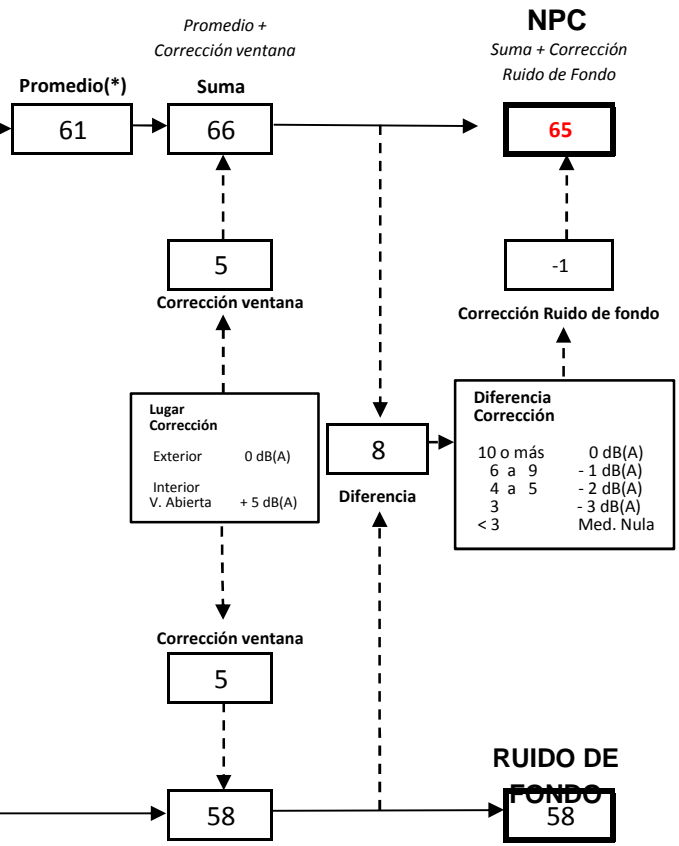 Promedio +
Corrección ventana
NPC
Suma + Corrección
Ruido de Fondo
Promedio(*)
Suma
61
66
65
5
-1
Corrección ventana
Corrección Ruido de fondo
Lugar
Corrección
Exterior 0 dB(A)
Interior
V. Abierta + 5 dB(A)
8
Diferencia
Diferencia
Corrección
10 o más 0 dB(A)
6 a 9 - 1 dB(A)
4 a 5 - 2 dB(A)
3 - 3 dB(A)
< 3 Med. Nula
Corrección ventana
5
RUIDO DE
FONDO
58
58